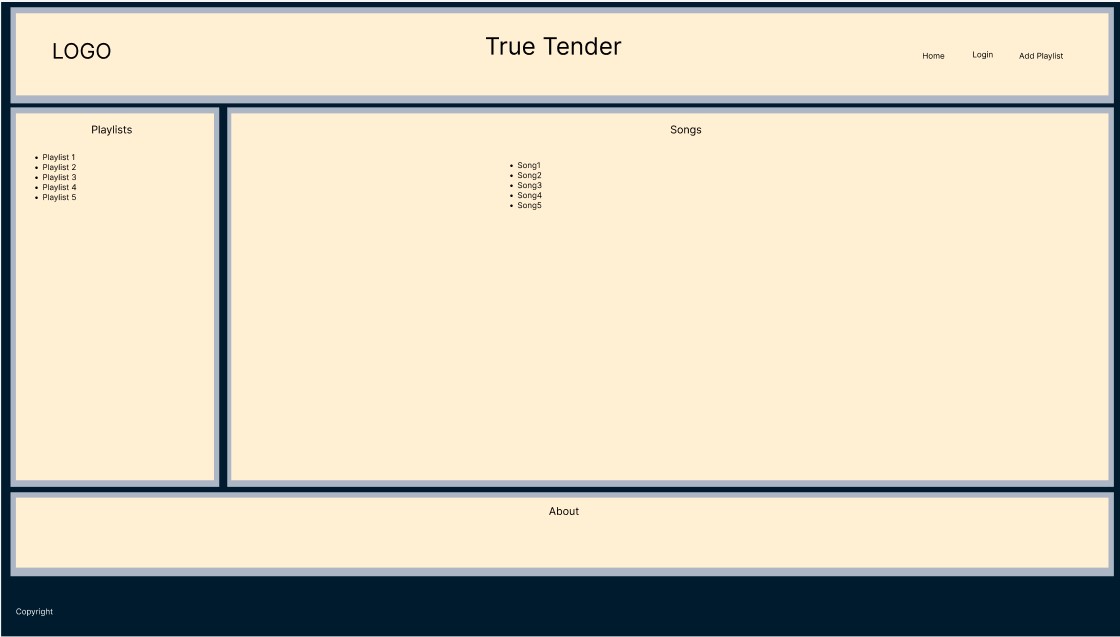 LOGO
True Tender
Home
Login
Add Playlist
Playlists
• Playlist 1
• Playlist 2
• Playlist 3
• Playlist 4
• Playlist 5
Songs
• Song1
• Song2
• Song3
• Song4
• Song5
About
Copyright